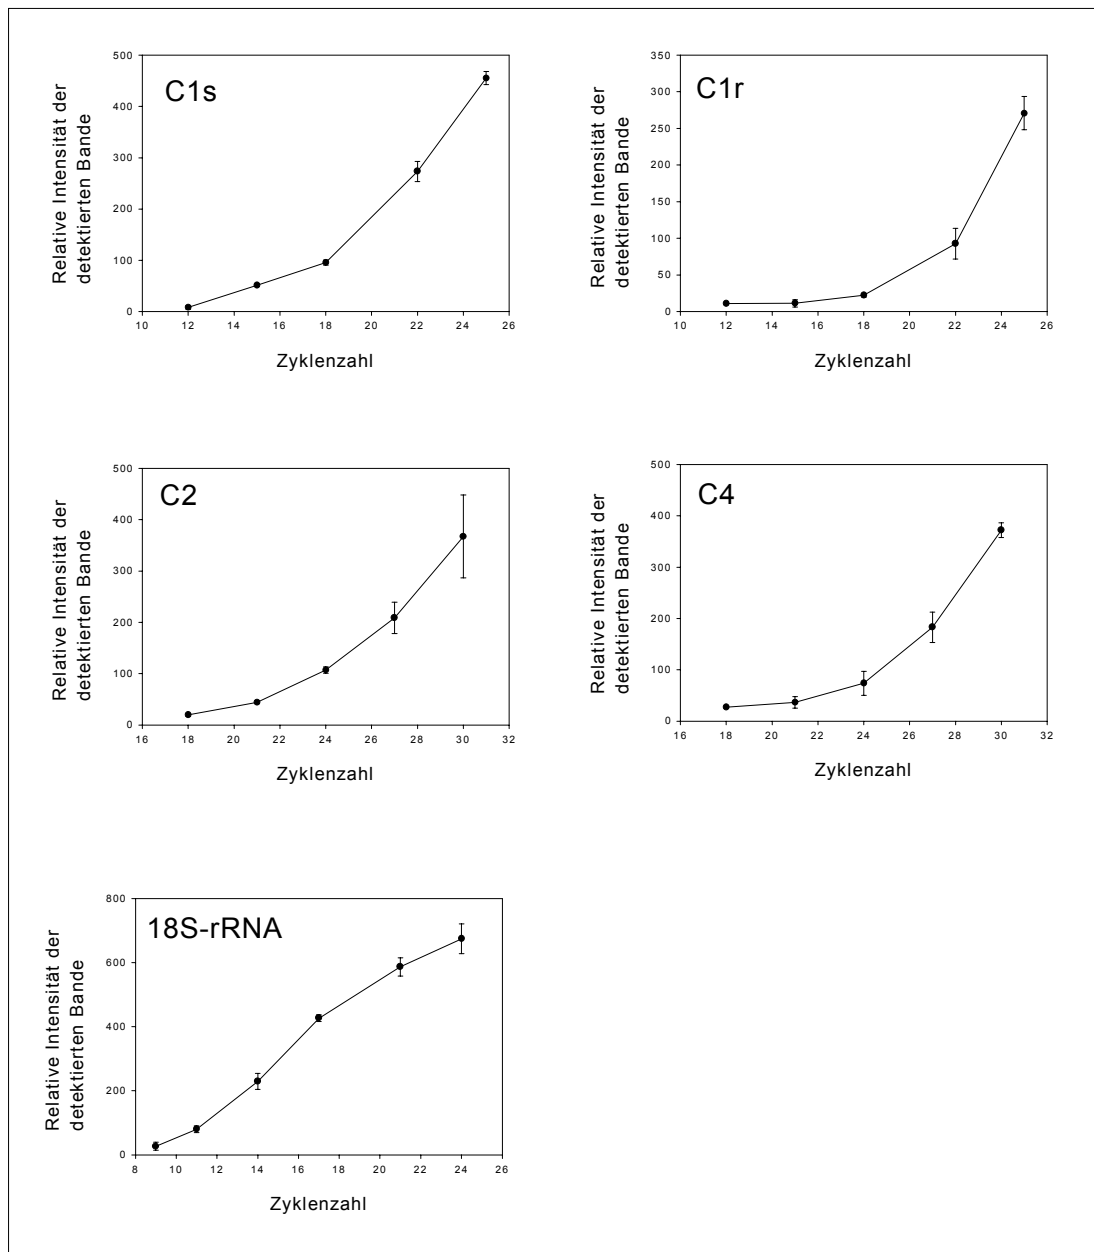 C1s
Relative Intensität der
detektierten Bande
500
400
300
200
100
0
10 12 14 16 18 20 22 24 26
Zyklenzahl
C1r
Relative Intensität der
detektierten Bande
350
300
250
200
150
100
50
0
10 12 14 16 18 20 22 24 26
Zyklenzahl
C2
Relative Intensität der
detektierten Bande
500
400
300
200
100
0
16 18 20 22 24 26 28 30 32
Zyklenzahl
C4
Relative Intensität der
detektierten Bande
500
400
300
200
100
0
16 18 20 22 24 26 28 30 32
Zyklenzahl
18S-rRNA
Relative Intensität der
detektierten Bande
800
600
400
200
0
8 10 12 14 16 18 20 22 24 26
Zyklenzahl